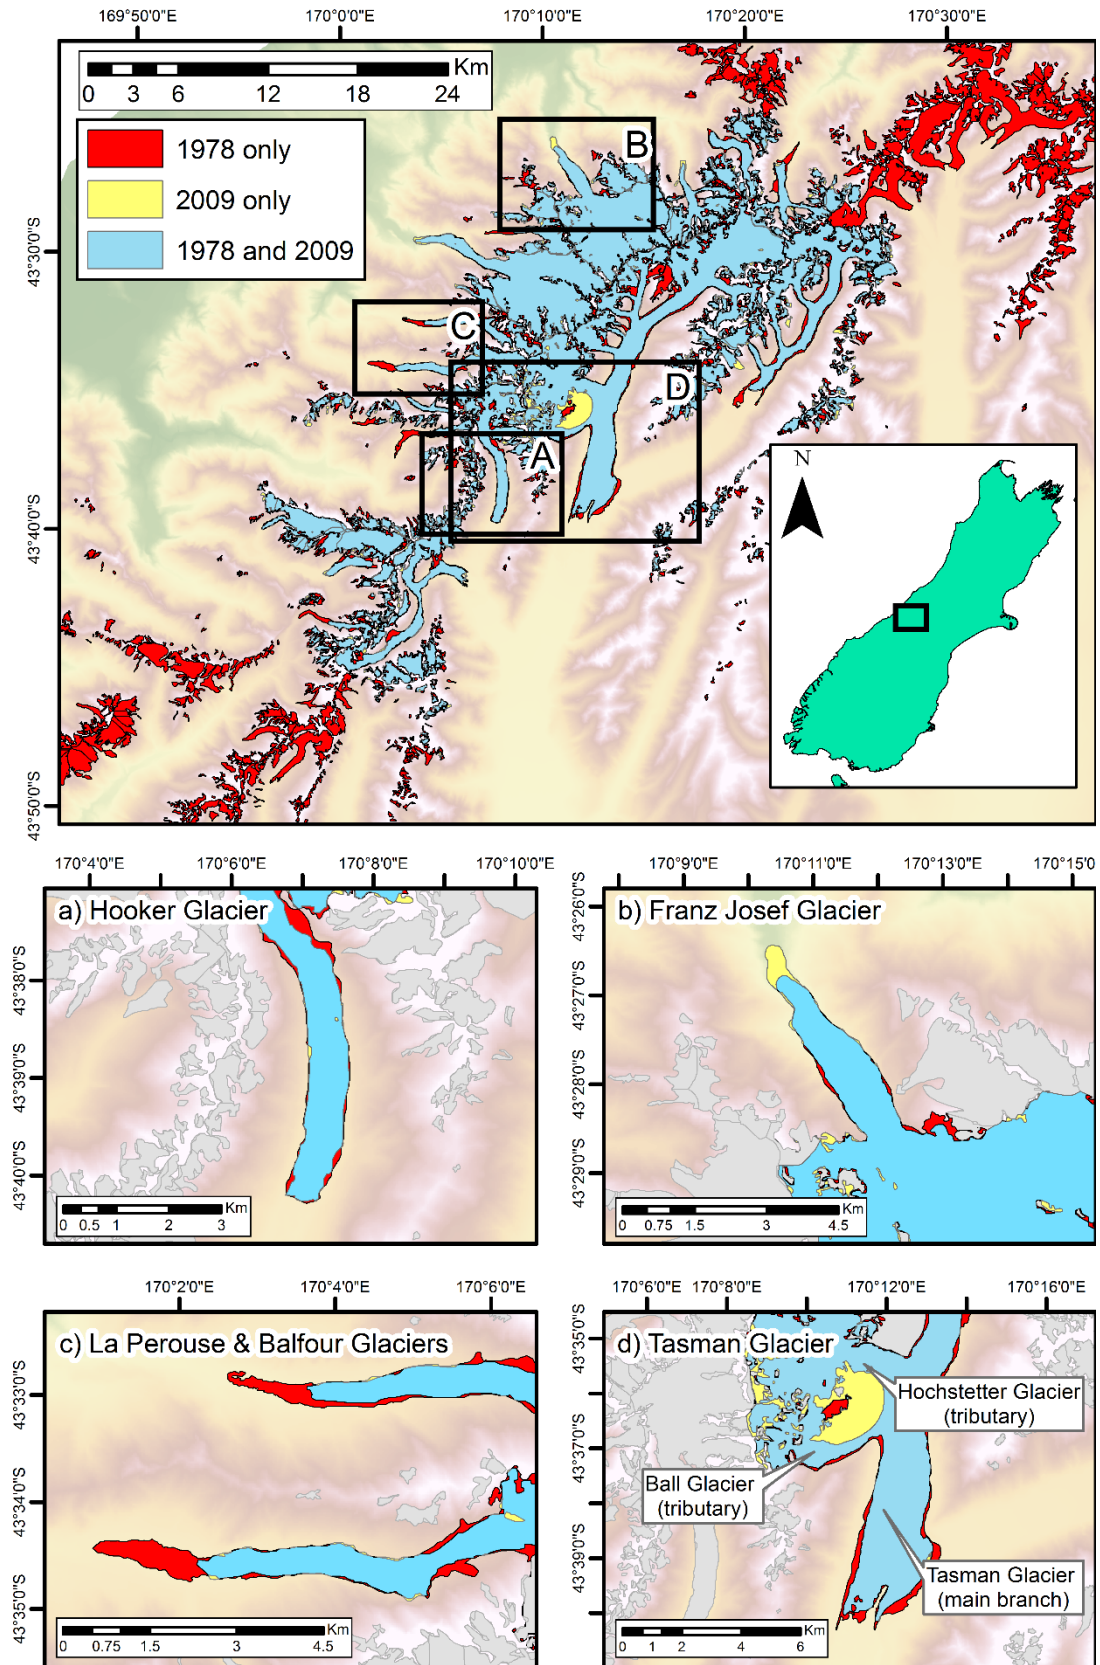 169°50'0"E 170°0'0"E 170°10'0"E 170°20'0"E 170°30'0"E
Km
0 3 6 12 18 24
1978 only
2009 only
1978 and 2009
43°30'0"S
43°40'0"S
43°50'0"S
B
C
D
A
N
170°4'0"E 170°6'0"E 170°8'0"E 170°10'0"E
a) Hooker Glacier
43°38'0"S
43°39'0"S
43°40'0"S
Km
0 0.5 1 2 3
170°9'0"E 170°11'0"E 170°13'0"E 170°15'0
b) Franz Josef Glacier
43°26'0"S
43°27'0"S
43°28'0"S
43°29'0"S
Km
0 0.75 1.5 3 4.5
170°2'0"E 170°4'0"E 170°6'0"E
c) La Perouse & Balfour Glaciers
43°33'0"S
43°34'0"S
43°35'0"S
Km
0 0.75 1.5 3 4.5
170°6'0"E 170°8'0"E 170°12'0"E 170°16'0"E
d) Tasman Glacier
43°35'0"S
43°37'0"S
43°39'0"S
Hochstetter Glacier
(tributary)
Ball Glacier
(tributary)
Tasman Glacier
(main branch)
Km
0 1 2 4 6